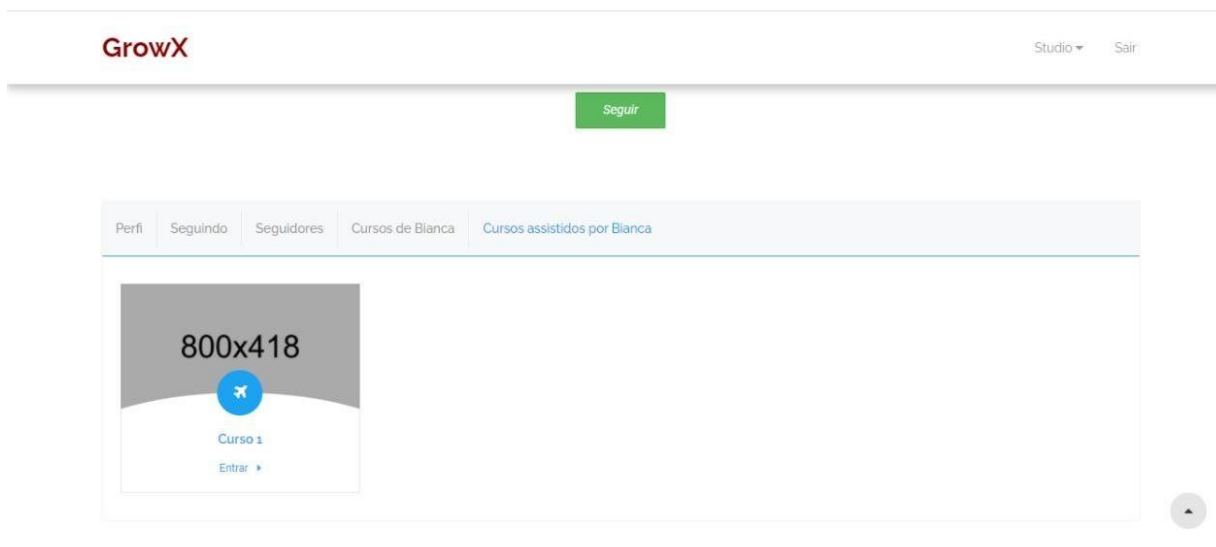 GrowX
Studio
Sair
Seguir
Perfi
Seguindo
Seguidores
Cursos de Bianca
Cursos assistidos por Bianca
800x418
Curso 1
Entrar